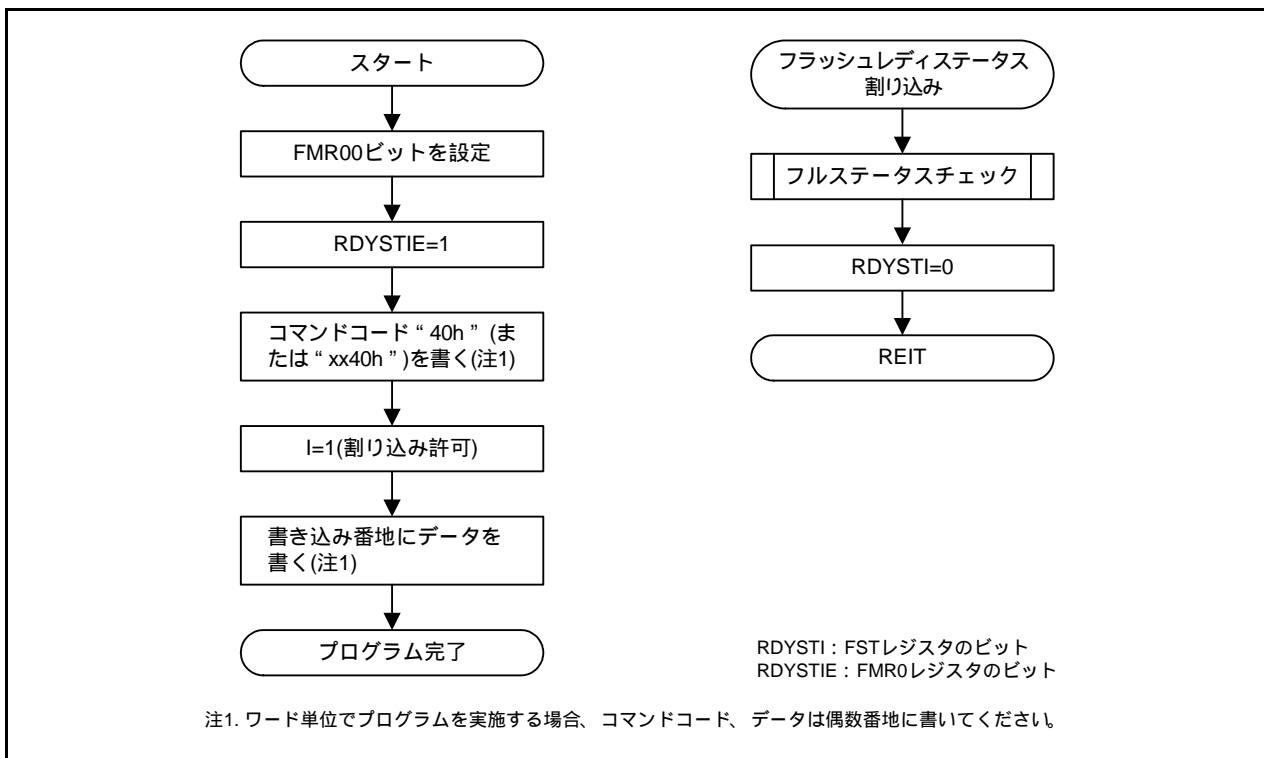 スタート
FMR00ビットを設定
RDYSTIE=1
コマンドコード“40h”(ま
たは“xx40h”)を書く(注1)
I=1(割り込み許可)
書き込み番地にデータを
書く(注1)
プログラム完了
フラッシュレディステータス
割り込み
フルステータスチェック
RDYSTI=0
REIT
RDYSTI：FSTレジスタのビット
RDYSTIE：FMR0レジスタのビット
注1. ワード単位でプログラムを実施する場合、コマンドコード、データは偶数番地に書いてください。